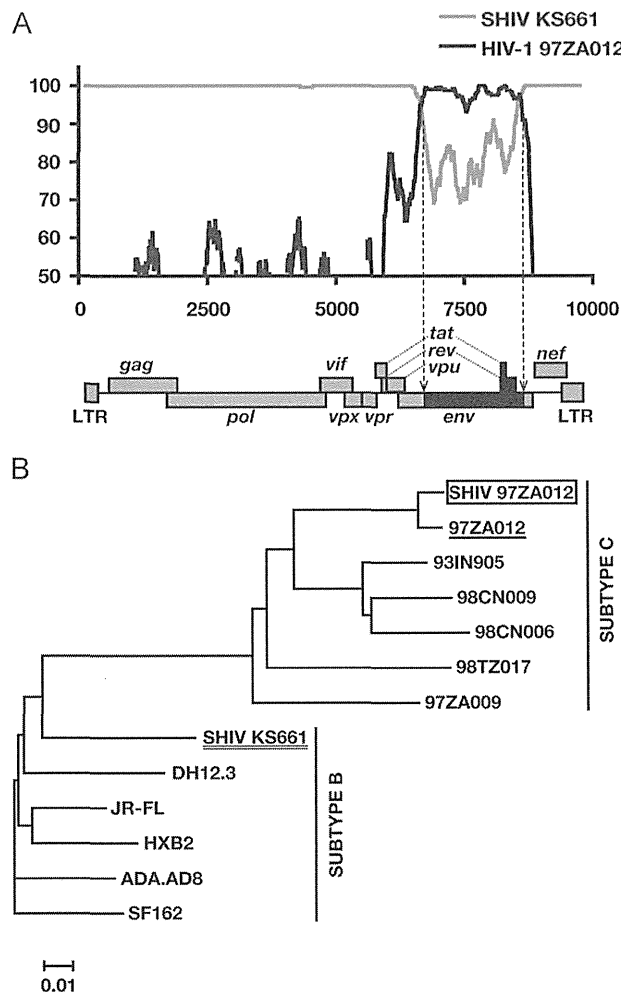 A
SHIV KS661
HIV-1 97ZA012
100
90
80
70
60
50
0 2500 5000 7500 10000
tat
rev
vpu
gag vif nef
LTR pol vpx vpr env LTR
B
SHIV 97ZA012
97ZA012
93IN905
98CN009
98CN006
98TZ017
97ZA009
SUBTYPE C
SHIV KS661
DH12.3
JR-FL
HXB2
ADA.AD8
SF162
SUBTYPE B
0.01